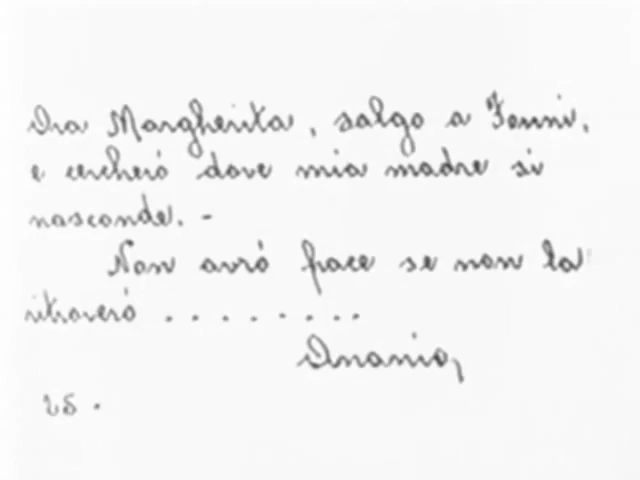 Ora Margherita, salgo a Fonni,
e cercherò dove mia madre si
nasconde. -
Non avrò pace se non la
ritroverò . . . . . . . .
Anania,
25.